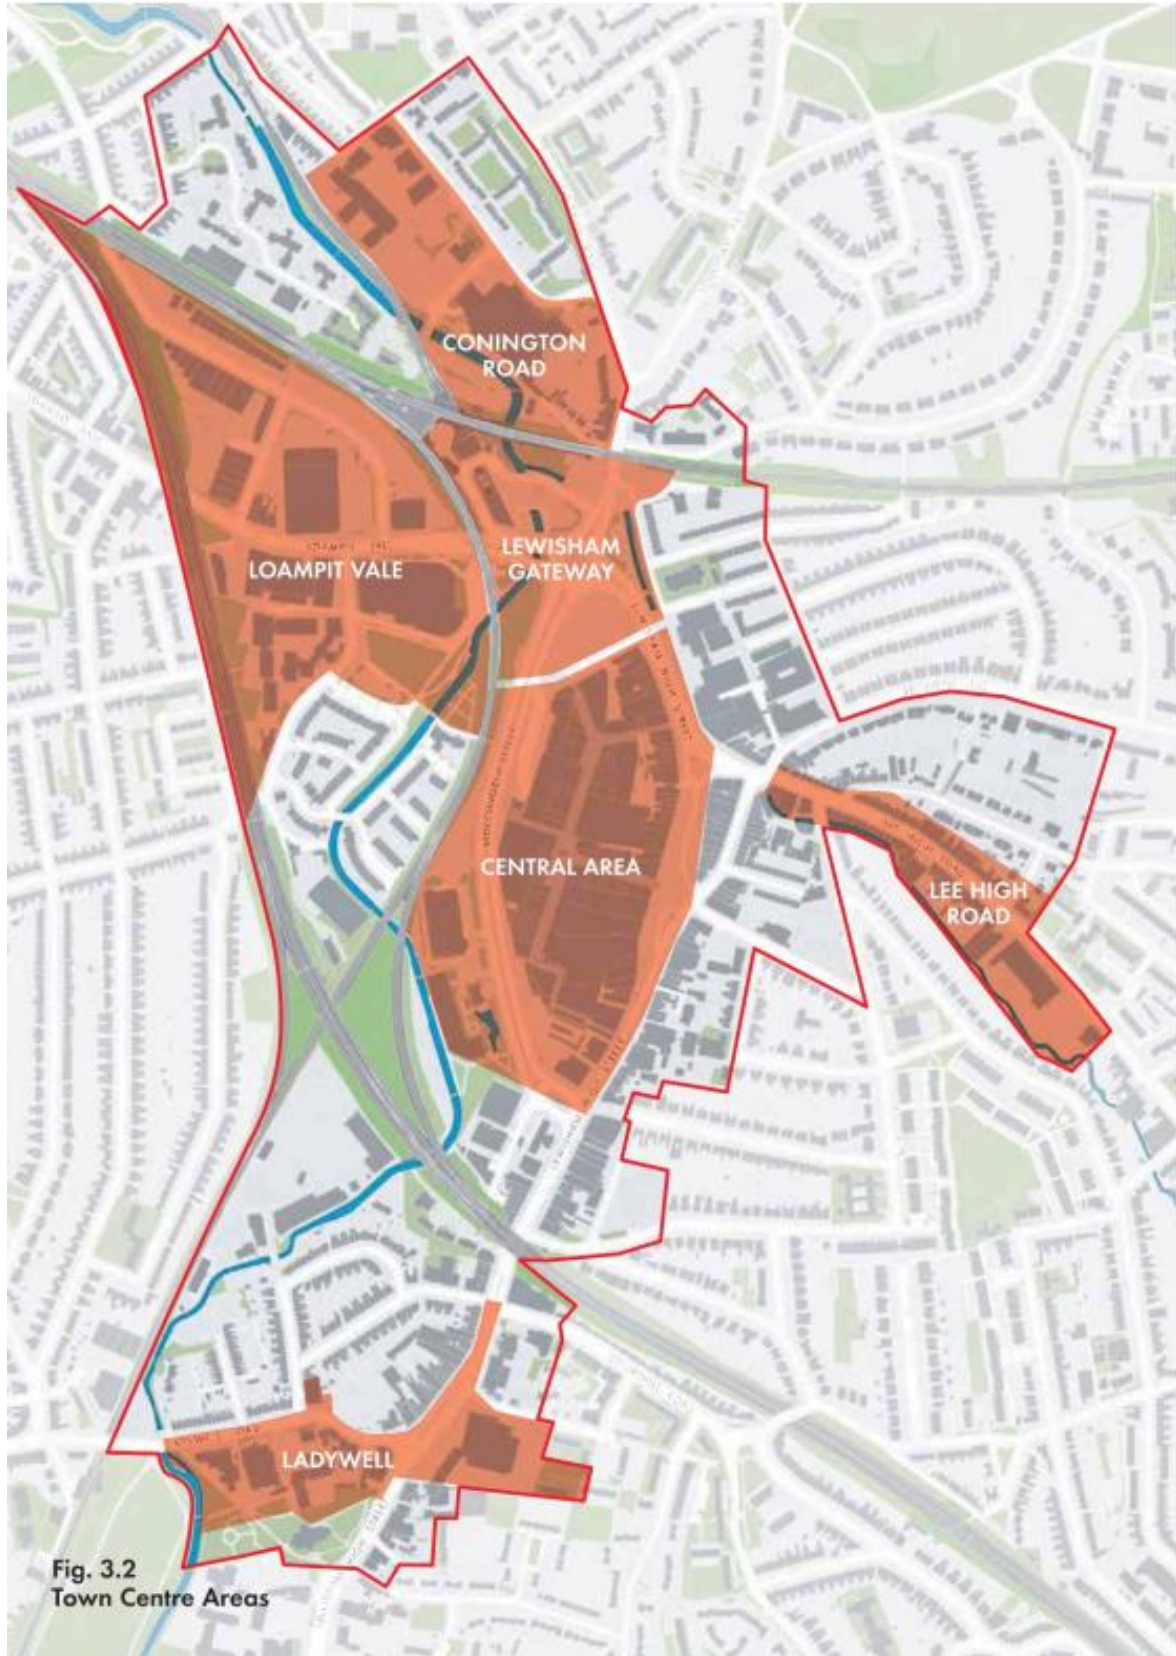 CONINGTON
ROAD
LEWISHAM
GATEWAY
LOAMPIT VALE
CENTRAL AREA
LEE HIGH
ROAD
LADYWELL
Fig. 3.2
Town Centre Areas